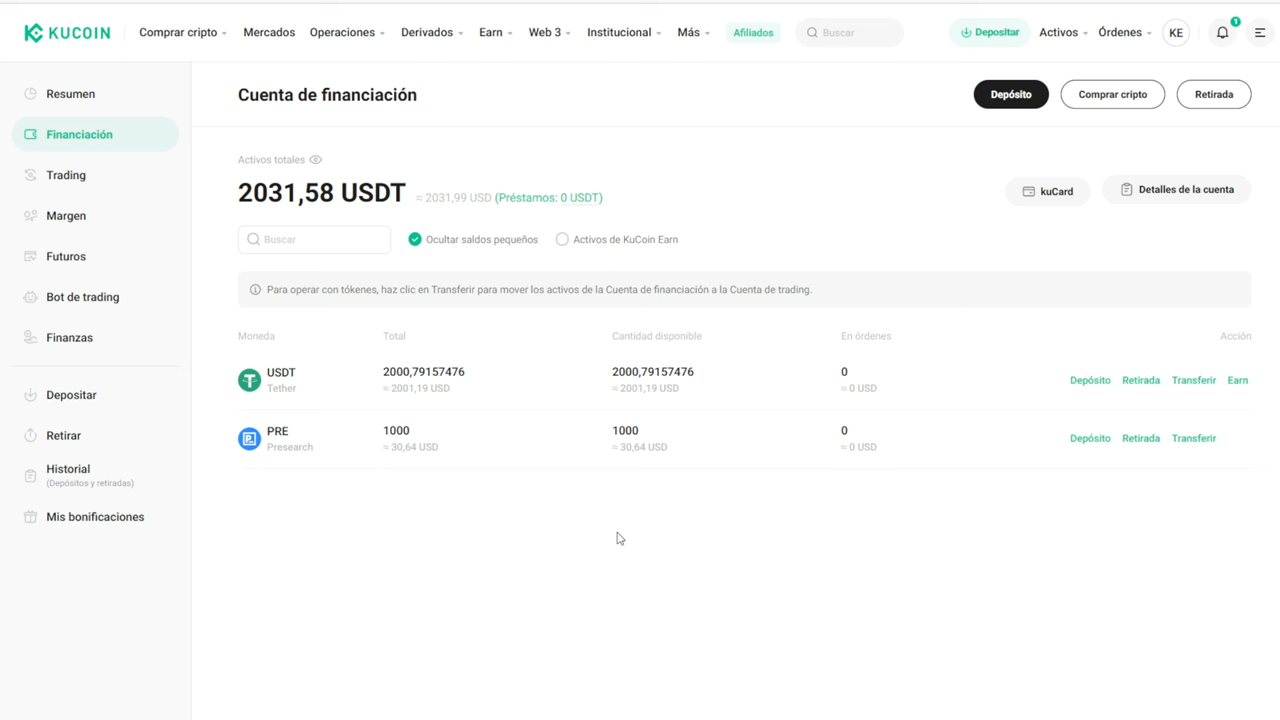 KUCOIN
Comprar cripto
Mercados
Operaciones
Derivados
Earn
Web 3
Institucional
Más
Afiliados
Buscar
Depositar
Activos
Órdenes
KE
1
Resumen
Financiación
Trading
Margen
Futuros
Bot de trading
Finanzas
Depositar
Retirar
Historial
(Depósitos y retiradas)
Mis bonificaciones
Cuenta de financiación
Depósito
Comprar cripto
Retirada
Activos totales
2031,58 USDT ≈ 2031,99 USD (Préstamos: 0 USDT)
kuCard
Detalles de la cuenta
Buscar
Ocultar saldos pequeños
Activos de KuCoin Earn
Para operar con tókenes, haz clic en Transferir para mover los activos de la Cuenta de financiación a la Cuenta de trading.
Moneda Total Cantidad disponible En órdenes Acción
USDT 2000,79157476 2000,79157476 0
Tether ≈ 2001,19 USD ≈ 2001,19 USD ≈ 0 USD
Depósito Retirada Transferir Earn
PRE 1000 1000 0
Presearch ≈ 30,64 USD ≈ 30,64 USD ≈ 0 USD
Depósito Retirada Transferir